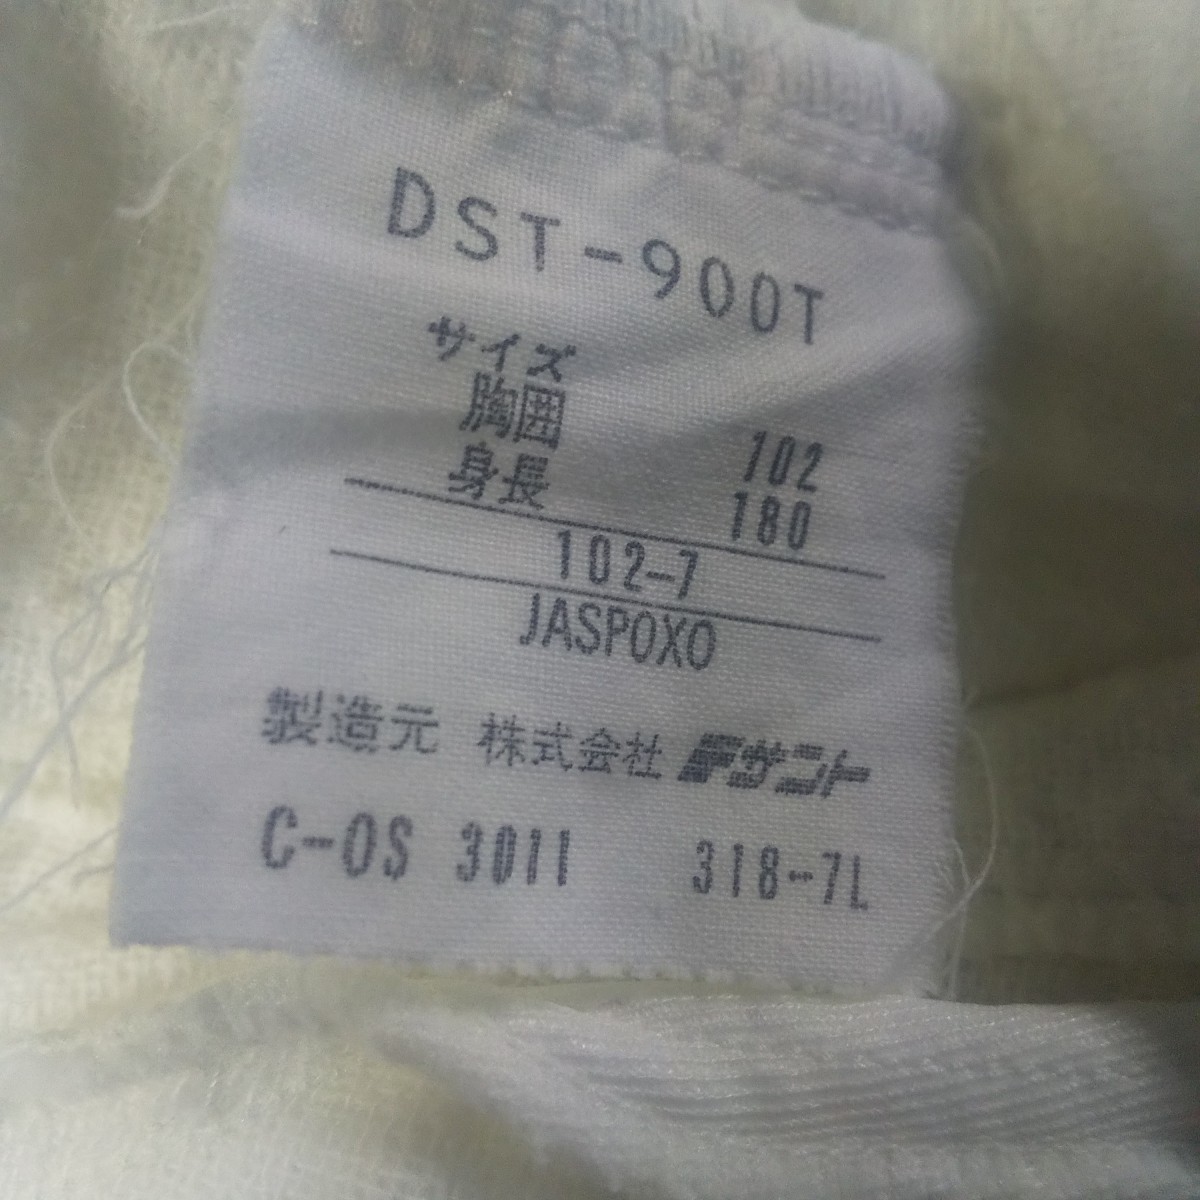 DST-900T
サイズ
胸囲 102
身長 180
102-7
JASPOXO
製造元 株式会社 デサント
C-OS 3011 318-7L